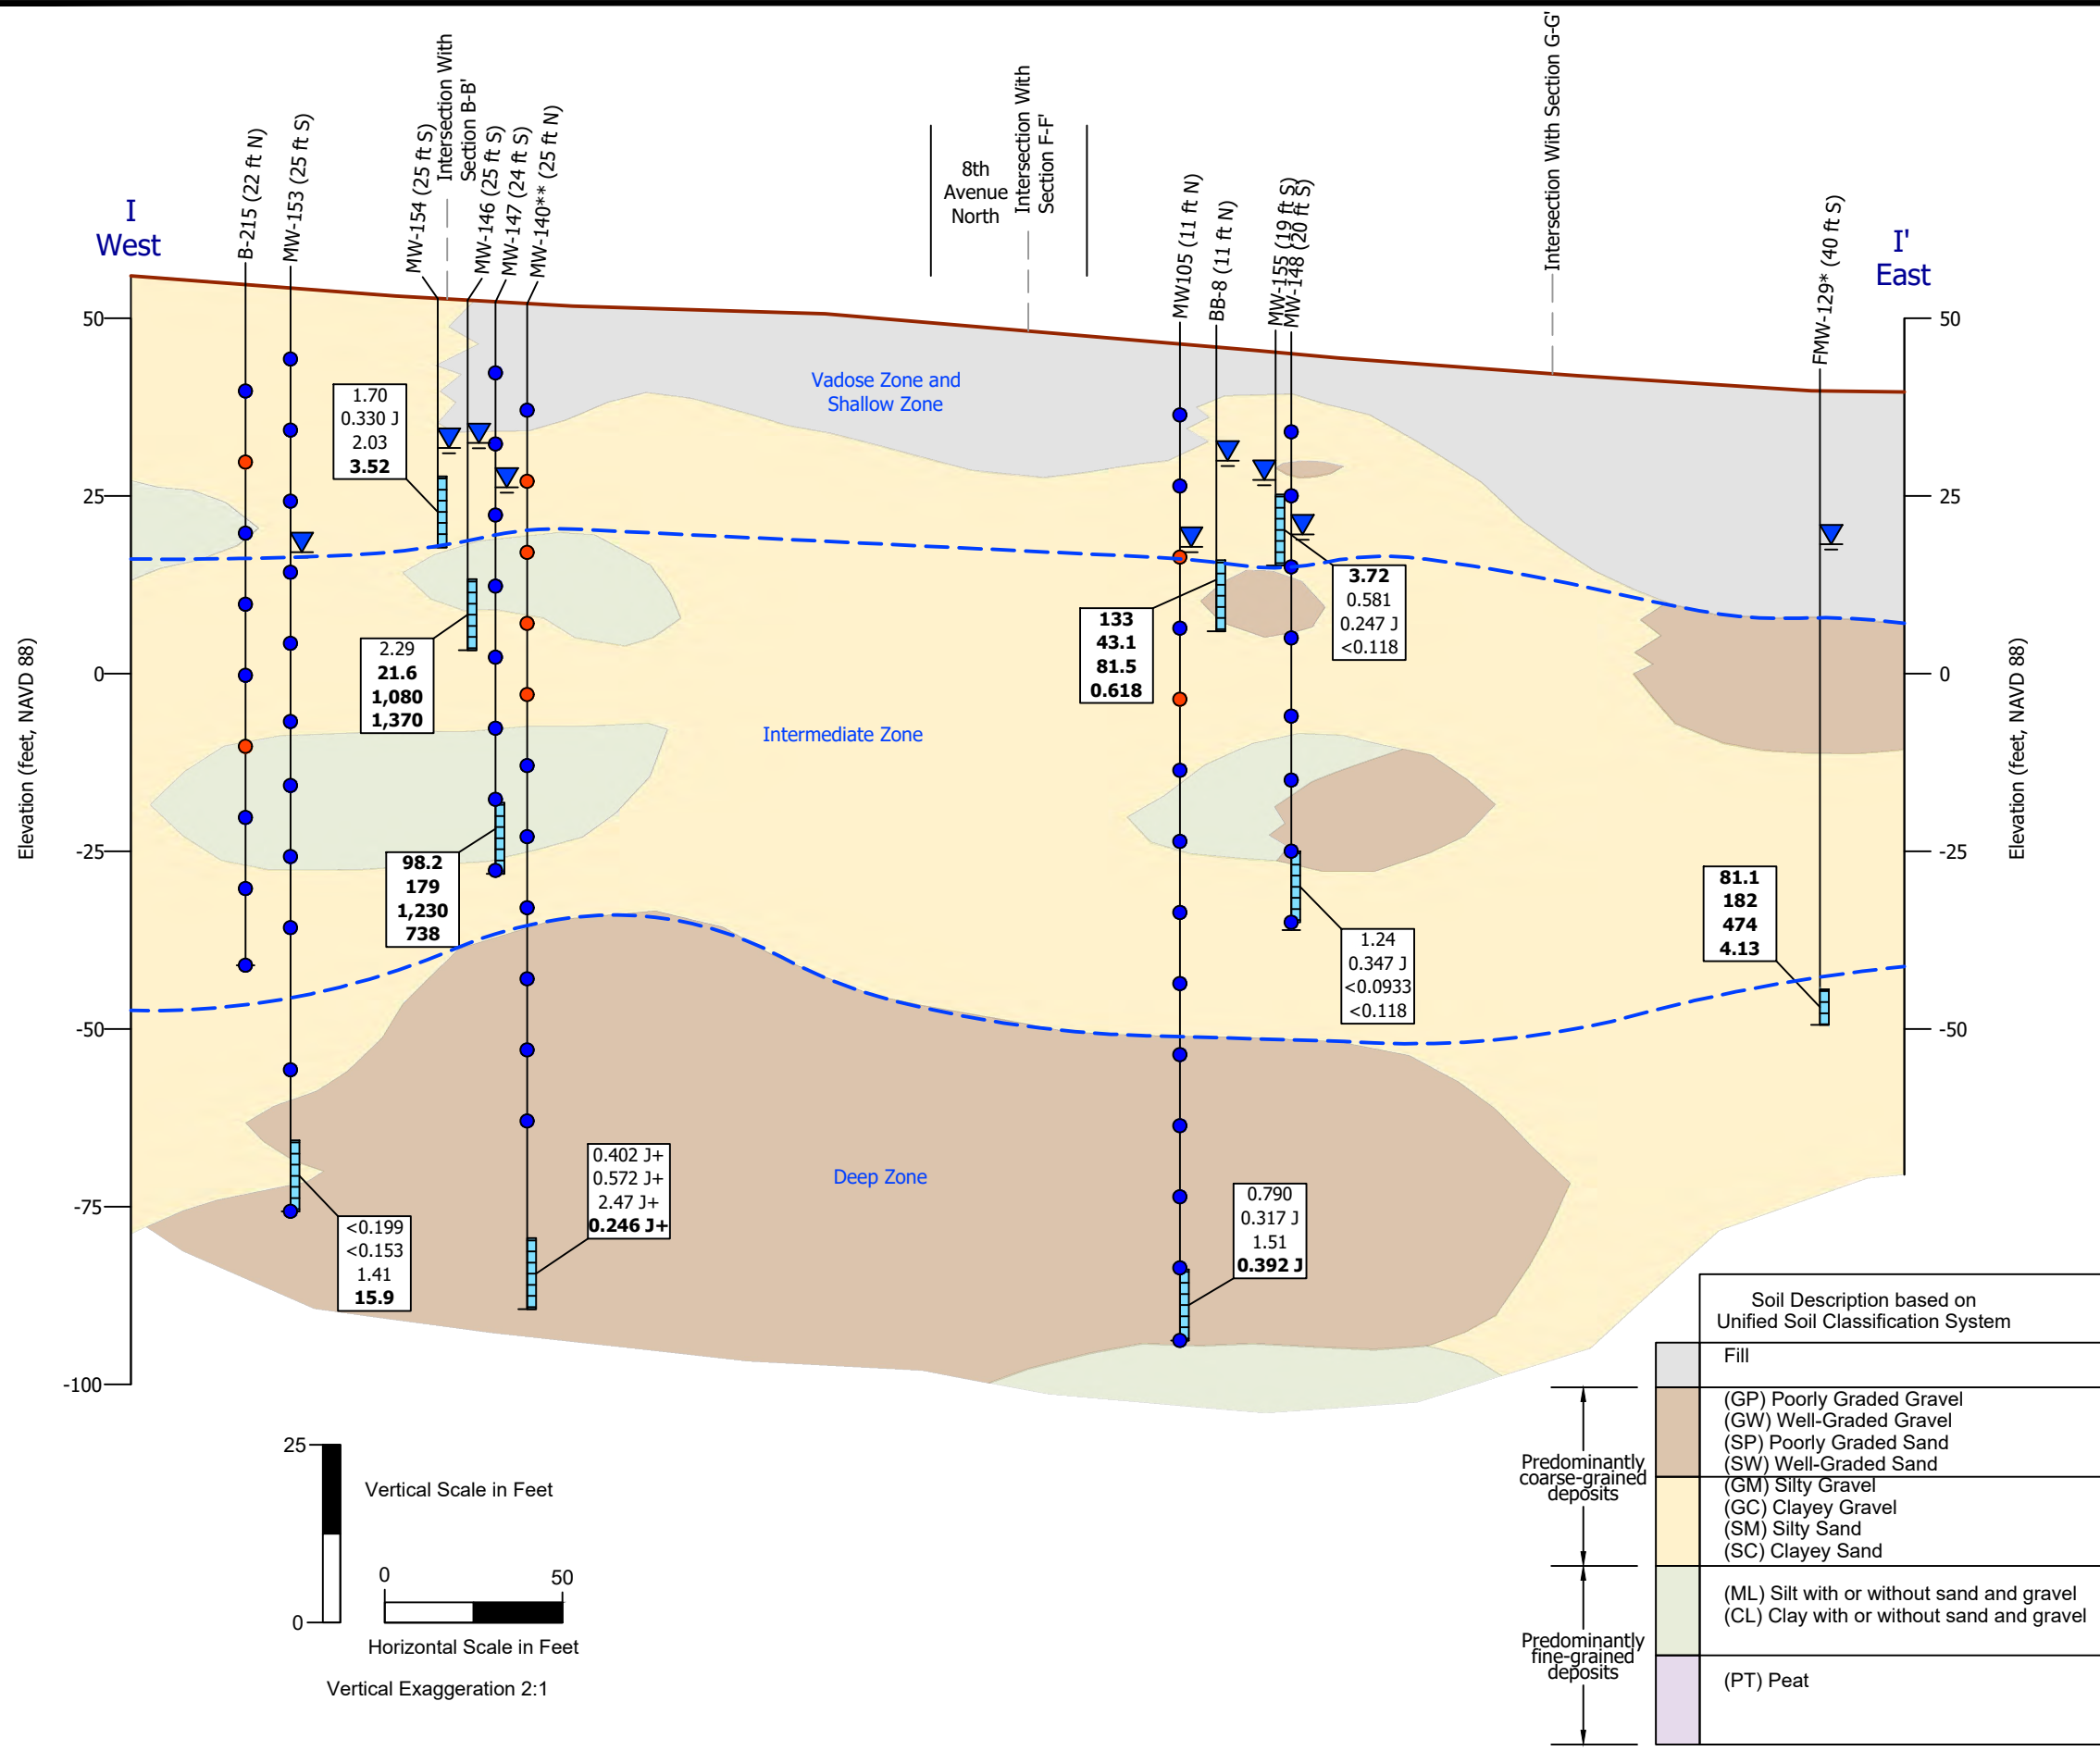 Intersection With
Section B-B'
Intersection With
Section F-F'
Intersection With Section G-G'
8th
Avenue
North
I
West
I'
East
B-215 (22 ft N)
MW-153 (25 ft S)
MW-154 (25 ft S)
MW-146 (25 ft S)
MW-147 (24 ft S)
MW-140** (25 ft N)
MW105 (11 ft N)
BB-8 (11 ft N)
MW-155 (19 ft S)
MW-148 (20 ft S)
FMW-129* (40 ft S)
50
25
0
-25
-50
-75
-100
50
25
0
-25
-50
Elevation (feet, NAVD 88)
Elevation (feet, NAVD 88)
Vadose Zone and
Shallow Zone
Intermediate Zone
Deep Zone
1.70
0.330 J
2.03
3.52
2.29
21.6
1,080
1,370
98.2
179
1,230
738
<0.199
<0.153
1.41
15.9
0.402 J+
0.572 J+
2.47 J+
0.246 J+
133
43.1
81.5
0.618
3.72
0.581
0.247 J
<0.118
1.24
0.347 J
<0.0933
<0.118
0.790
0.317 J
1.51
0.392 J
81.1
182
474
4.13
25
0
Vertical Scale in Feet
0
50
Horizontal Scale in Feet
Vertical Exaggeration 2:1
Soil Description based on
Unified Soil Classification System
Fill
(GP) Poorly Graded Gravel
(GW) Well-Graded Gravel
(SP) Poorly Graded Sand
(SW) Well-Graded Sand
(GM) Silty Gravel
(GC) Clayey Gravel
(SM) Silty Sand
(SC) Clayey Sand
(ML) Silt with or without sand and gravel
(CL) Clay with or without sand and gravel
(PT) Peat
Predominantly
coarse-grained
deposits
Predominantly
fine-grained
deposits